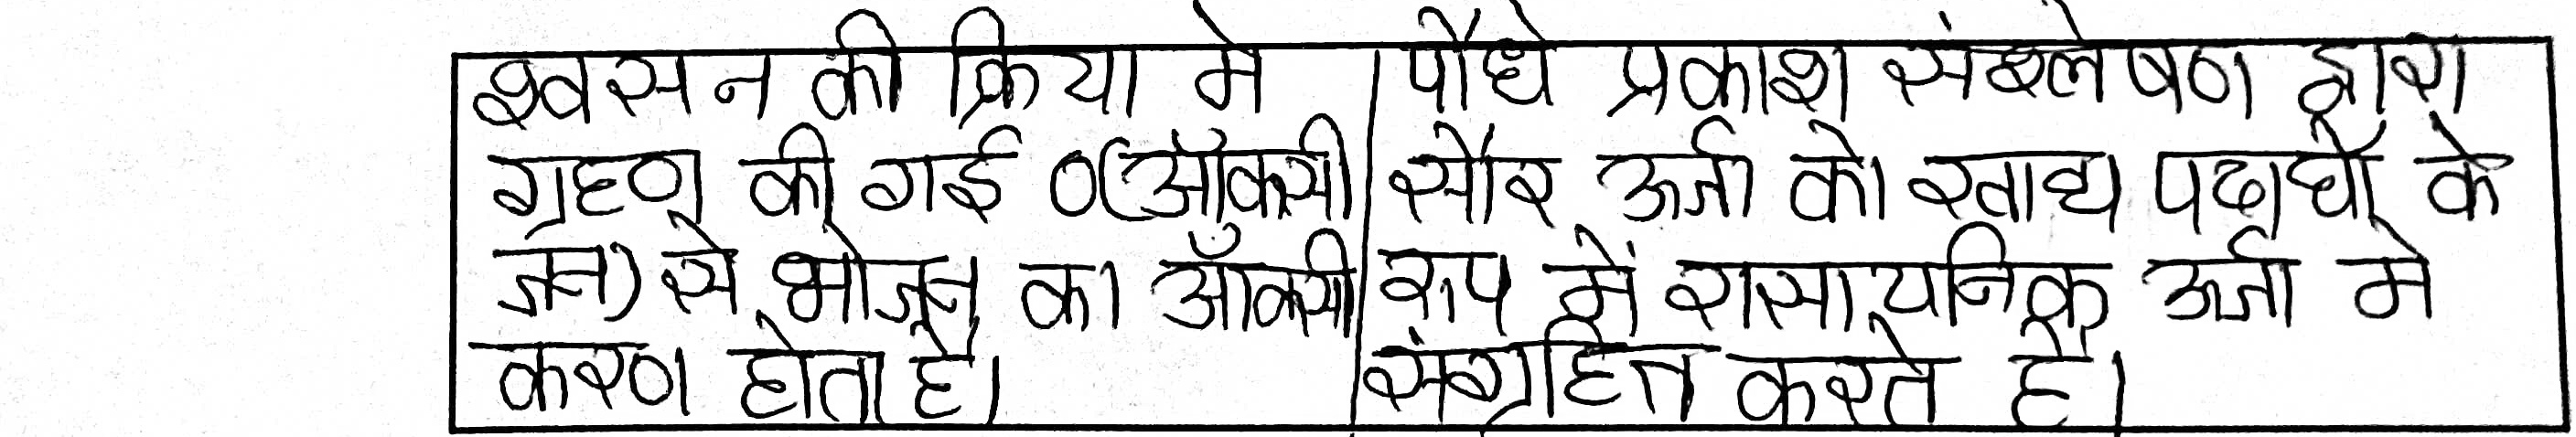 श्वसन की क्रिया मे
ग्रहण की गई O(ऑक्सी
जन) से भोजन का ऑक्सी
करण होता है।
पौधे प्रकाश संश्लेषण द्वारा
सौर ऊर्जा को खाद्य पदार्थो के
रूप में रासायनिक ऊर्जा मे
संग्रहित करते है।